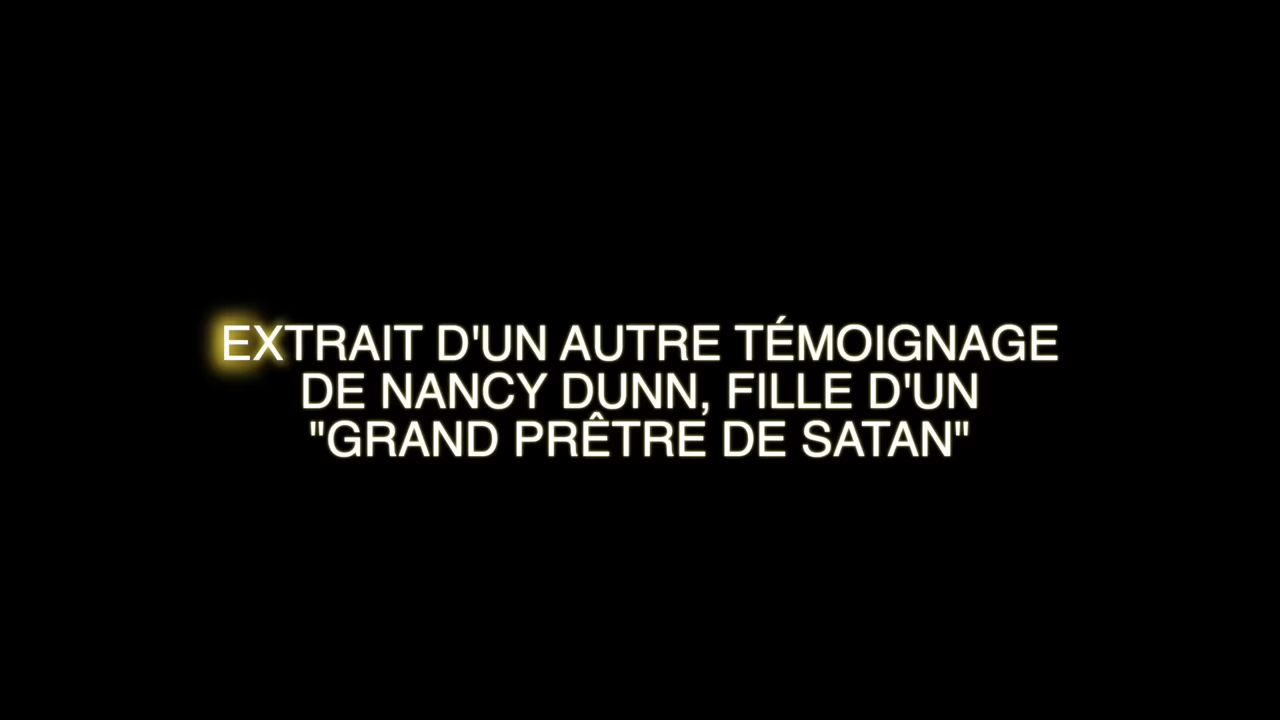 EXTRAIT D'UN AUTRE TÉMOIGNAGE
DE NANCY DUNN, FILLE D'UN
"GRAND PRÊTRE DE SATAN"